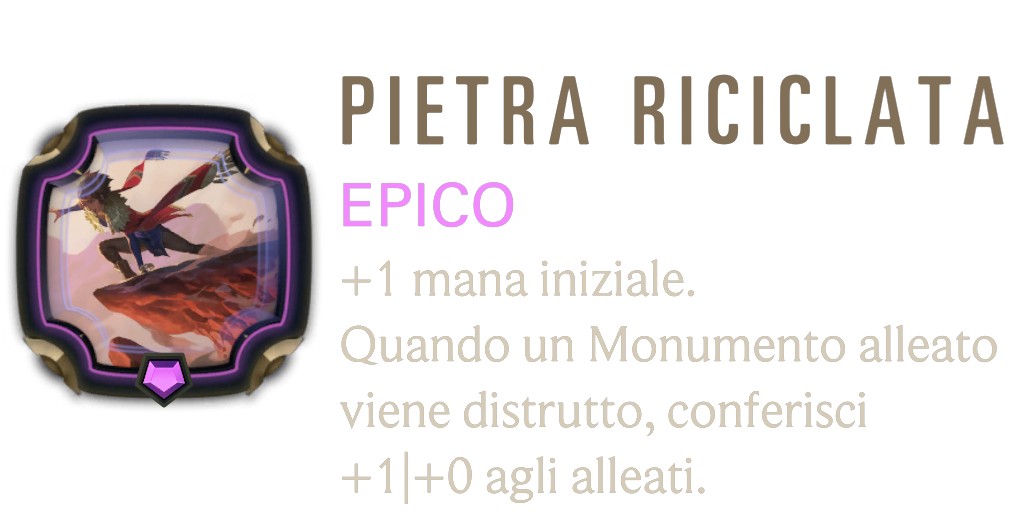 PIETRA RICICLATA
EPICO
+1 mana iniziale.
Quando un Monumento alleato
viene distrutto, conferisci
+1|+0 agli alleati.